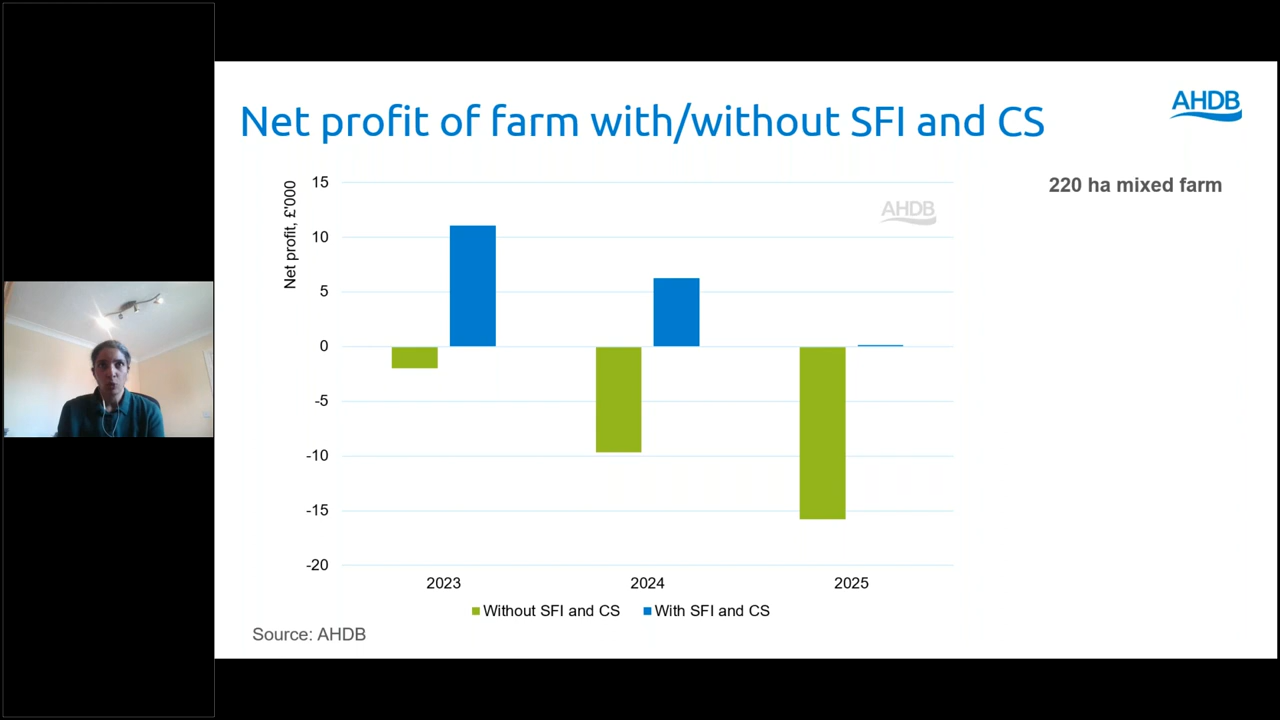 Net profit of farm with/without SFI and CS
AHDB
220 ha mixed farm
Net profit, £'000
AHDB
15
10
5
0
-5
-10
-15
-20
2023
2024
2025
Without SFI and CS
With SFI and CS
Source: AHDB